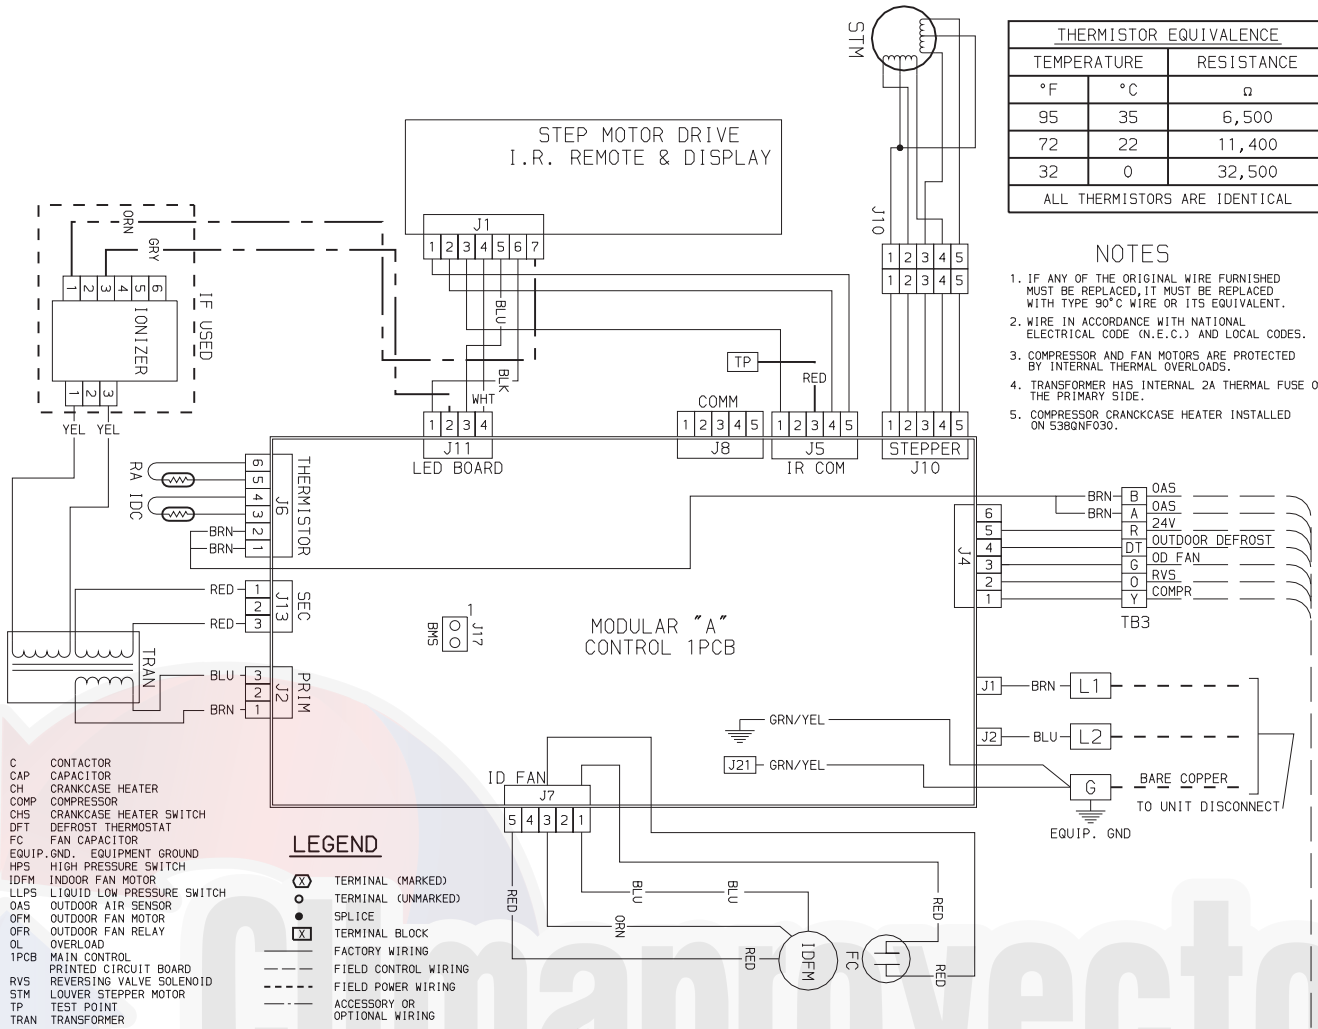 STM
THERMISTOR EQUIVALENCE
TEMPERATURE RESISTANCE
°F °C Ω
95 35 6,500
72 22 11,400
32 0 32,500
ALL THERMISTORS ARE IDENTICAL
STEP MOTOR DRIVE
I.R. REMOTE & DISPLAY
J1
1 2 3 4 5 6 7
J10
1 2 3 4 5
1 2 3 4 5
NOTES
1. IF ANY OF THE ORIGINAL WIRE FURNISHED
MUST BE REPLACED,IT MUST BE REPLACED
WITH TYPE 90°C WIRE OR ITS EQUIVALENT.
2. WIRE IN ACCORDANCE WITH NATIONAL
ELECTRICAL CODE (N.E.C.) AND LOCAL CODES.
3. COMPRESSOR AND FAN MOTORS ARE PROTECTED
BY INTERNAL THERMAL OVERLOADS.
4. TRANSFORMER HAS INTERNAL 2A THERMAL FUSE O
THE PRIMARY SIDE.
5. COMPRESSOR CRANCKCASE HEATER INSTALLED
ON 538QNF030.
ORN
GRY
1 2 3 4 5 6
IONIZER
IF USED
1 2 3
YEL YEL
BLU
BLK
WHT
TP
RED
COMM
1 2 3 4
J11
LED BOARD
1 2 3 4 5
J8
1 2 3 4 5
J5
IR COM
1 2 3 4 5
STEPPER
J10
RA IDC
6
5
4
3
2
1
J6
THERMISTOR
BRN
BRN
RED
RED
1
2
3
J13
SEC
BLU
BRN
3
2
1
J2
PRIM
TRAN
1
J17
BMS
MODULAR "A"
CONTROL 1PCB
6
5
4
3
2
1
J4
BRN B OAS
BRN A OAS
R 24V
DT OUTDOOR DEFROST
G OD FAN
O RVS
Y COMPR
TB3
J1 BRN L1
J2 BLU L2
GRN/YEL
J21 GRN/YEL
G BARE COPPER
TO UNIT DISCONNECT
EQUIP. GND
ID FAN
J7
5 4 3 2 1
RED
ORN
BLU
BLU
RED
IDFM
FC
RED
RED
C CONTACTOR
CAP CAPACITOR
CH CRANKCASE HEATER
COMP COMPRESSOR
CHS CRANKCASE HEATER SWITCH
DFT DEFROST THERMOSTAT
FC FAN CAPACITOR
EQUIP.GND. EQUIPMENT GROUND
HPS HIGH PRESSURE SWITCH
IDFM INDOOR FAN MOTOR
LLPS LIQUID LOW PRESSURE SWITCH
OAS OUTDOOR AIR SENSOR
OFM OUTDOOR FAN MOTOR
OFR OUTDOOR FAN RELAY
OL OVERLOAD
1PCB MAIN CONTROL
PRINTED CIRCUIT BOARD
RVS REVERSING VALVE SOLENOID
STM LOUVER STEPPER MOTOR
TP TEST POINT
TRAN TRANSFORMER
LEGEND
X TERMINAL (MARKED)
TERMINAL (UNMARKED)
SPLICE
X TERMINAL BLOCK
FACTORY WIRING
FIELD CONTROL WIRING
FIELD POWER WIRING
ACCESSORY OR
OPTIONAL WIRING
Climaproyecto